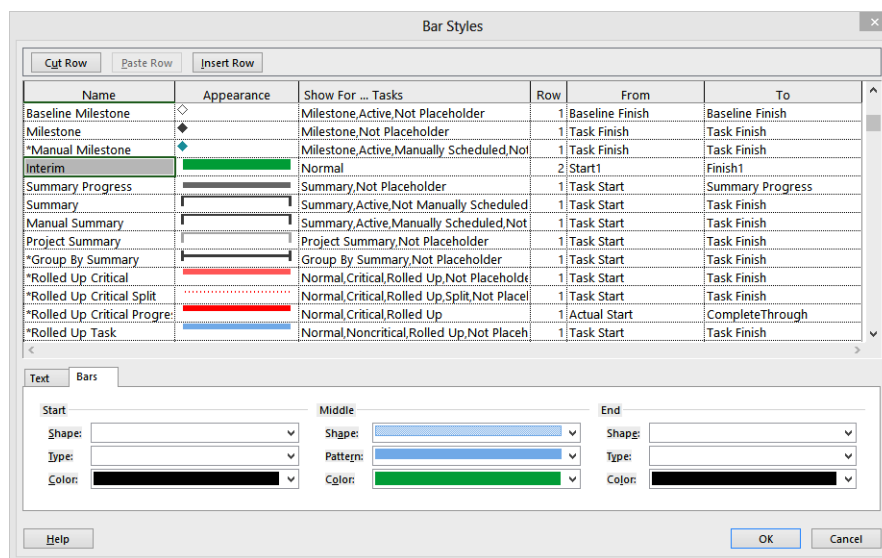 Bar Styles
Cut Row Paste Row Insert Row
Name Appearance Show For ... Tasks Row From To
Baseline Milestone Milestone,Active,Not Placeholder 1 Baseline Finish Baseline Finish
Milestone Milestone,Not Placeholder 1 Task Finish Task Finish
*Manual Milestone Milestone,Active,Manually Scheduled,Not 1 Task Finish Task Finish
Interim Normal 2 Start1 Finish1
Summary Progress Summary,Not Placeholder 1 Task Start Summary Progress
Summary Summary,Active,Not Manually Scheduled 1 Task Start Task Finish
Manual Summary Summary,Active,Manually Scheduled,Not 1 Task Start Task Finish
Project Summary Project Summary,Not Placeholder 1 Task Start Task Finish
*Group By Summary Group By Summary,Not Placeholder 1 Task Start Task Finish
*Rolled Up Critical Normal,Critical,Rolled Up,Not Placeholde 1 Task Start Task Finish
*Rolled Up Critical Split Normal,Critical,Rolled Up,Split,Not Placel 1 Task Start Task Finish
*Rolled Up Critical Progre Normal,Critical,Rolled Up 1 Actual Start CompleteThrough
*Rolled Up Task Normal,Noncritical,Rolled Up,Not Placeh 1 Task Start Task Finish
Text Bars
Start Middle End
Shape: Shape: Shape:
Type: Pattern: Type:
Color: Color: Color:
Help OK Cancel